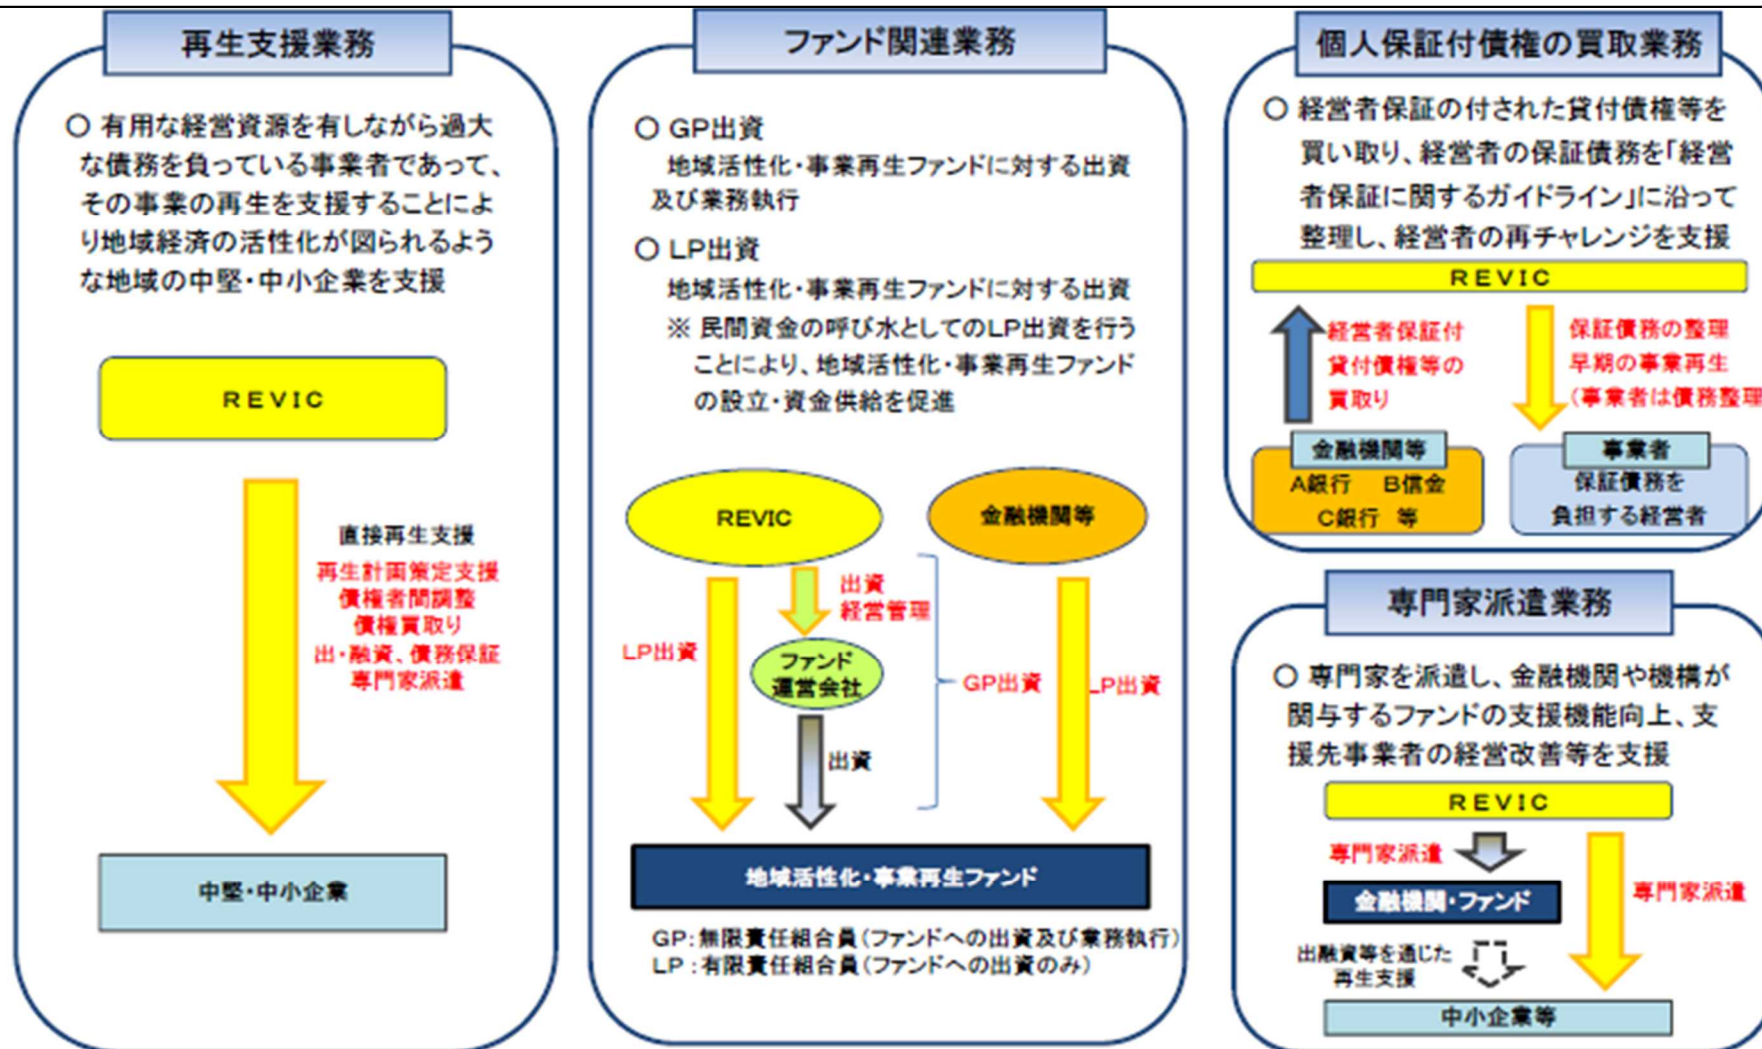 再生支援業務
○ 有用な経営資源を有しながら過大
な債務を負っている事業者であって、
その事業の再生を支援することによ
り地域経済の活性化が図られるよう
な地域の中堅・中小企業を支援
REVIC
直接再生支援
再生計画策定支援
債権者間調整
債権買取り
出・融資、債務保証
専門家派遣
中堅・中小企業
ファンド関連業務
○ GP出資
地域活性化・事業再生ファンドに対する出資
及び業務執行
○ LP出資
地域活性化・事業再生ファンドに対する出資
※ 民間資金の呼び水としてのLP出資を行う
ことにより、地域活性化・事業再生ファンド
の設立・資金供給を促進
REVIC
金融機関等
出資
経営管理
LP出資
ファンド
運営会社
GP出資
LP出資
出資
地域活性化・事業再生ファンド
GP:無限責任組合員(ファンドへの出資及び業務執行)
LP:有限責任組合員(ファンドへの出資のみ)
個人保証付債権の買取業務
○ 経営者保証の付された貸付債権等を
買い取り、経営者の保証債務を「経営
者保証に関するガイドライン」に沿って
整理し、経営者の再チャレンジを支援
REVIC
経営者保証付
貸付債権等の
買取り
保証債務の整理
早期の事業再生
(事業者は債務整理
金融機関等
A銀行 B信金
C銀行 等
事業者
保証債務を
負担する経営者
専門家派遣業務
○ 専門家を派遣し、金融機関や機構が
関与するファンドの支援機能向上、支
援先事業者の経営改善等を支援
REVIC
専門家派遣
金融機関・ファンド
専門家派遣
出融資等を通じた
再生支援
中小企業等